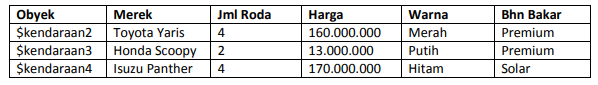 Obyek Merek Jml Roda Harga Warna Bhn Bakar
$kendaraan2 Toyota Yaris 4 160.000.000 Merah Premium
$kendaraan3 Honda Scoopy 2 13.000.000 Putih Premium
$kendaraan4 Isuzu Panther 4 170.000.000 Hitam Solar